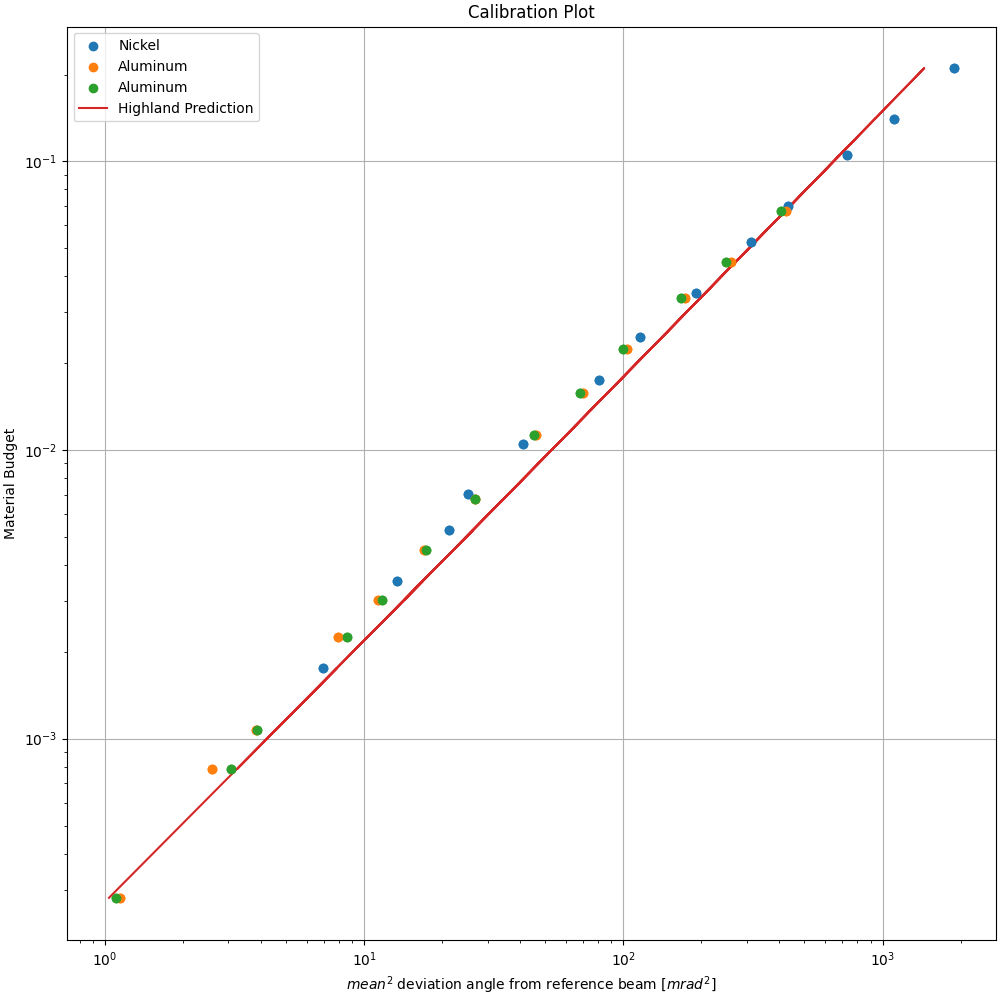 Calibration Plot
Nickel
Aluminum
Aluminum
Highland Prediction
10⁻¹
10⁻²
10⁻³
Material Budget
10⁰ 10¹ 10² 10³
mean² deviation angle from reference beam [mrad²]